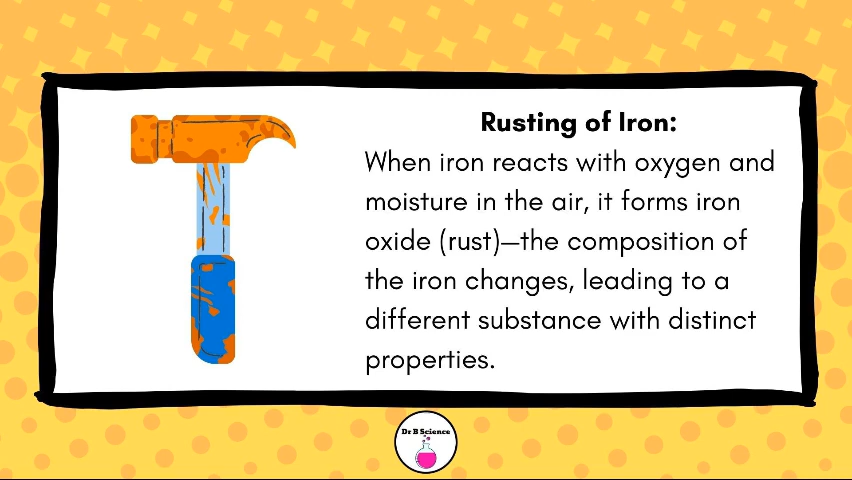 Rusting of Iron:
When iron reacts with oxygen and
moisture in the air, it forms iron
oxide (rust)—the composition of
the iron changes, leading to a
different substance with distinct
properties.
Dr B Science